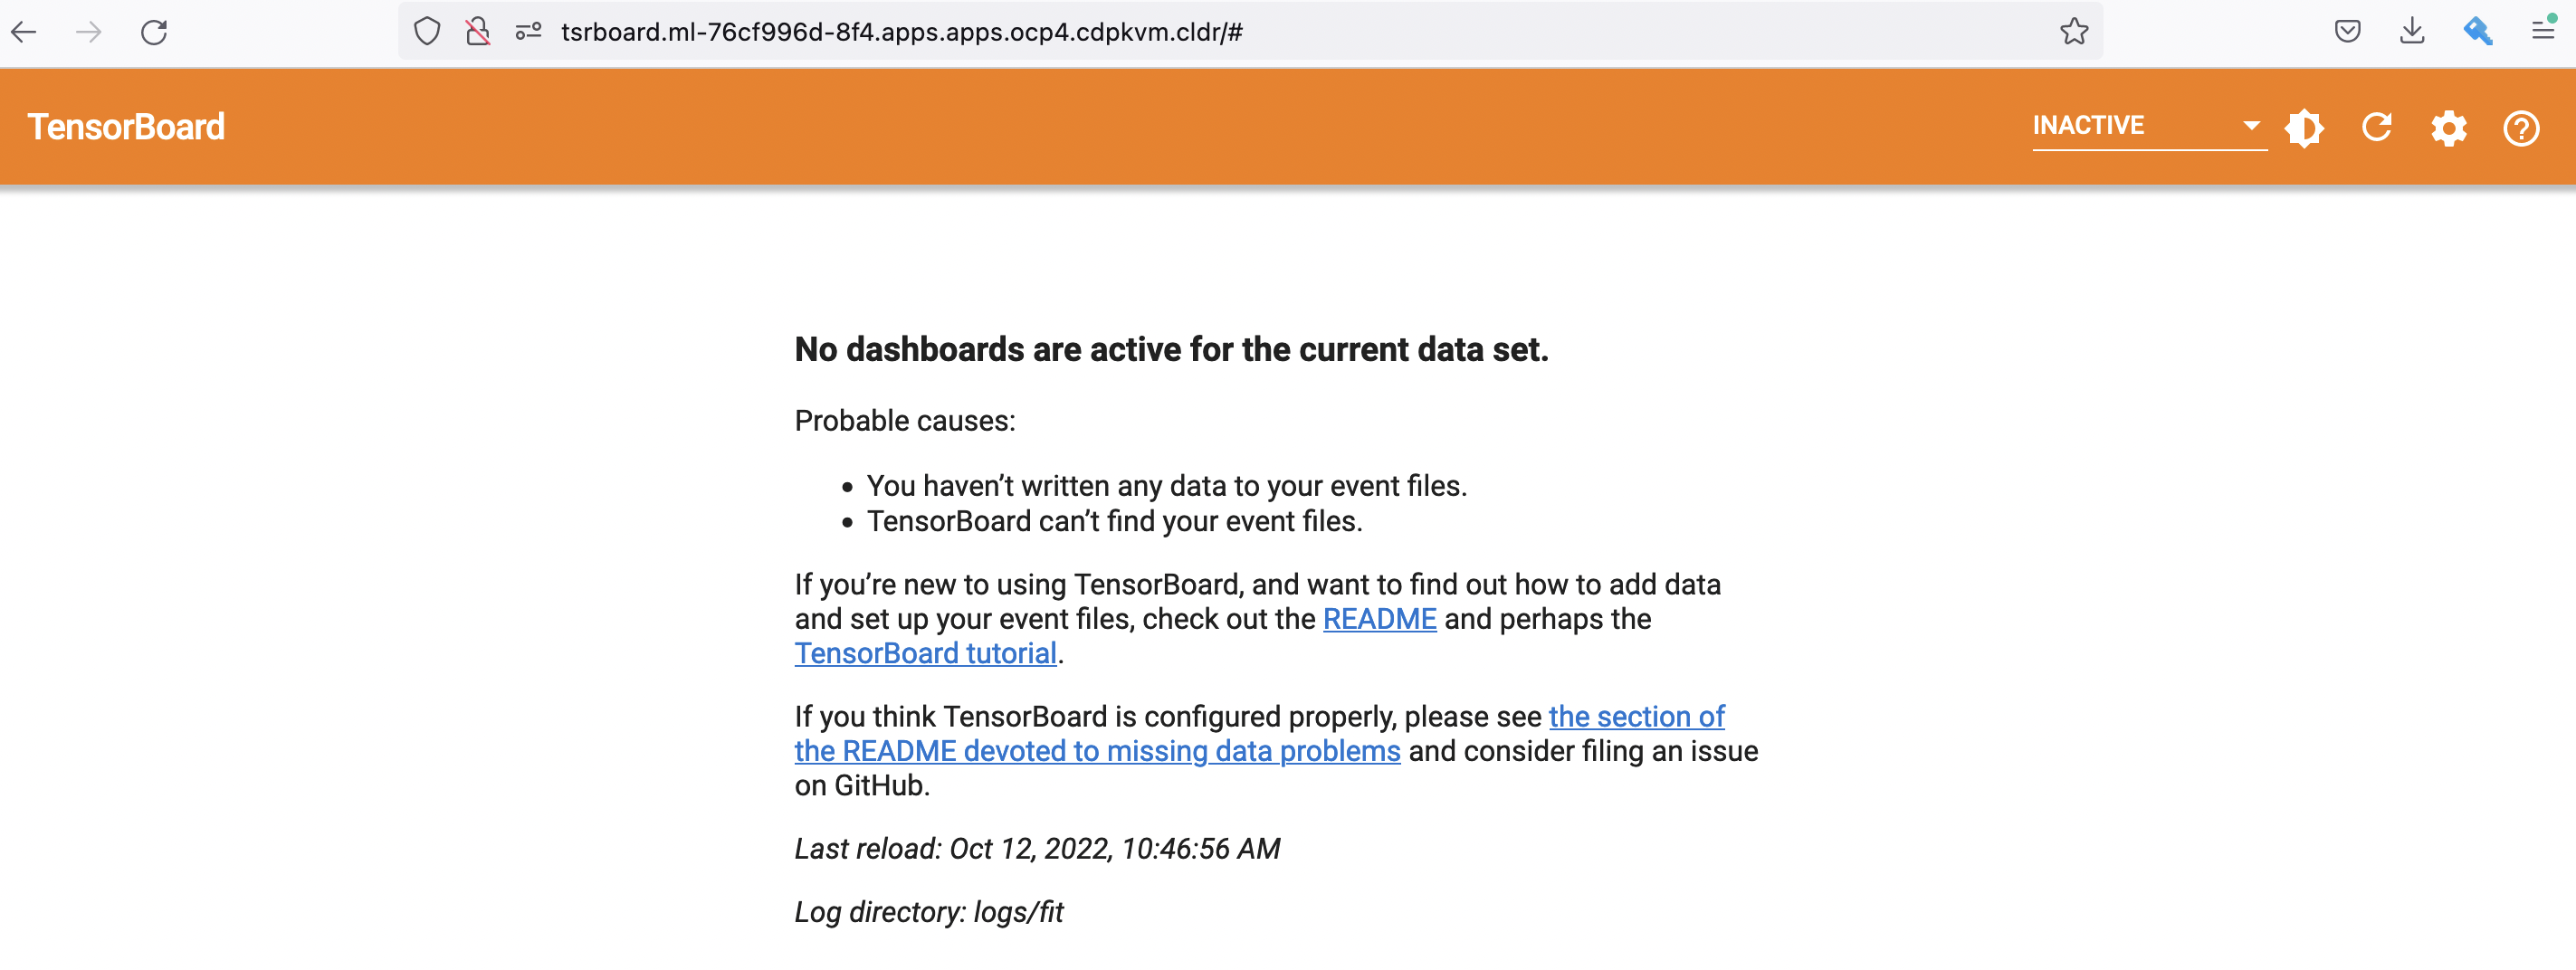 tsrboard.ml-76cf996d-8f4.apps.apps.ocp4.cdpkvm.cldr/#
TensorBoard
INACTIVE
No dashboards are active for the current data set.
Probable causes:
• You haven’t written any data to your event files.
• TensorBoard can’t find your event files.
If you’re new to using TensorBoard, and want to find out how to add data
and set up your event files, check out the README and perhaps the
TensorBoard tutorial.
If you think TensorBoard is configured properly, please see the section of
the README devoted to missing data problems and consider filing an issue
on GitHub.
Last reload: Oct 12, 2022, 10:46:56 AM
Log directory: logs/fit